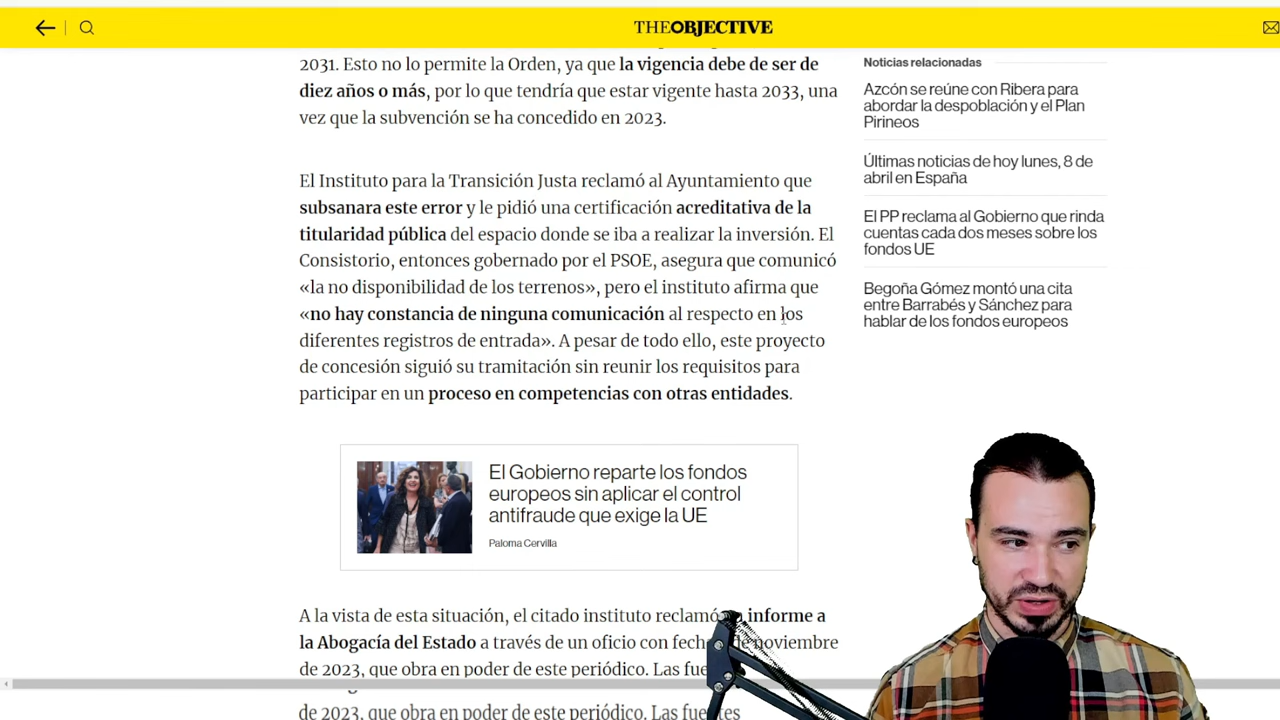 THEOBJECTIVE
2031. Esto no lo permite la Orden, ya que la vigencia debe de ser de
diez años o más, por lo que tendría que estar vigente hasta 2033, una
vez que la subvención se ha concedido en 2023.
El Instituto para la Transición Justa reclamó al Ayuntamiento que
subsanara este error y le pidió una certificación acreditativa de la
titularidad pública del espacio donde se iba a realizar la inversión. El
Consistorio, entonces gobernado por el PSOE, asegura que comunicó
«la no disponibilidad de los terrenos», pero el instituto afirma que
«no hay constancia de ninguna comunicación al respecto en los
diferentes registros de entrada». A pesar de todo ello, este proyecto
de concesión siguió su tramitación sin reunir los requisitos para
participar en un proceso en competencias con otras entidades.
El Gobierno reparte los fondos
europeos sin aplicar el control
antifraude que exige la UE
Paloma Cervilla
A la vista de esta situación, el citado instituto reclamó informe a
la Abogacía del Estado a través de un oficio con fecha de noviembre
de 2023, que obra en poder de este periódico. Las
de 2023, que obra en poder de este periódico. Las fuentes
Noticias relacionadas
Azcón se reúne con Ribera para
abordar la despoblación y el Plan
Pirineos
Últimas noticias de hoy lunes, 8 de
abril en España
El PP reclama al Gobierno que rinda
cuentas cada dos meses sobre los
fondos UE
Begoña Gómez montó una cita
entre Barrabés y Sánchez para
hablar de los fondos europeos